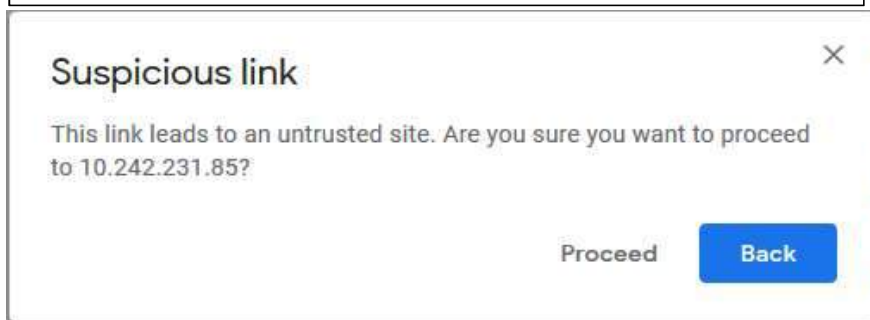 Suspicious link
This link leads to an untrusted site. Are you sure you want to proceed
to 10.242.231.85?
Proceed Back